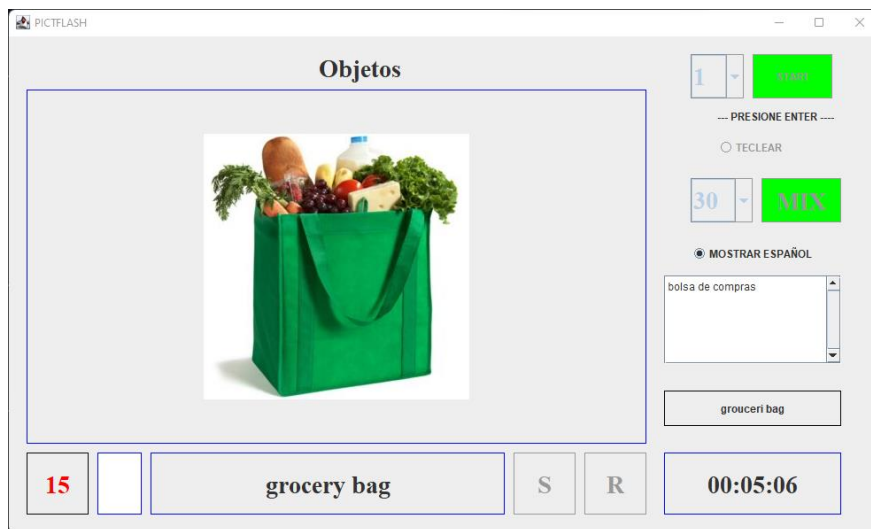 PICTFLASH
Objetos
1 START
--- PRESIONE ENTER ----
TECLEAR
30 MIX
MOSTRAR ESPAÑOL
bolsa de compras
grouceri bag
15 grocery bag S R 00:05:06